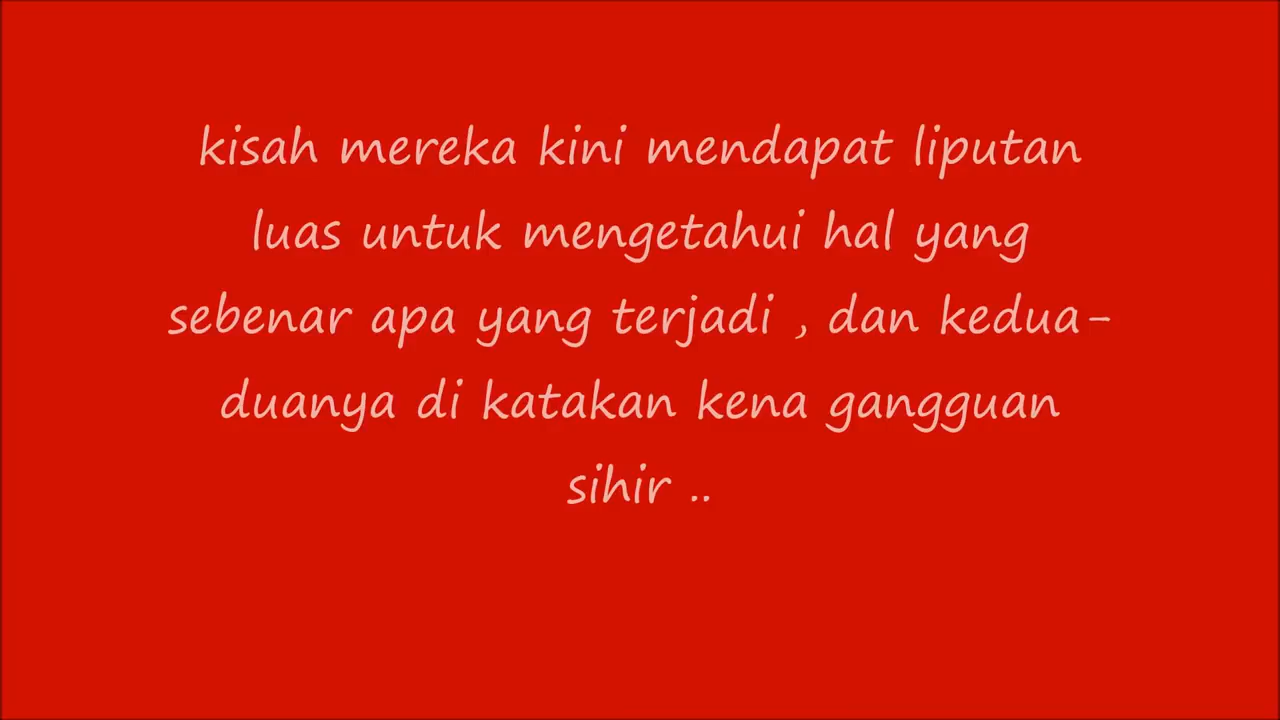 kisah mereka kini mendapat liputan
luas untuk mengetahui hal yang
sebenar apa yang terjadi , dan kedua-
duanya di katakan kena gangguan
sihir ..